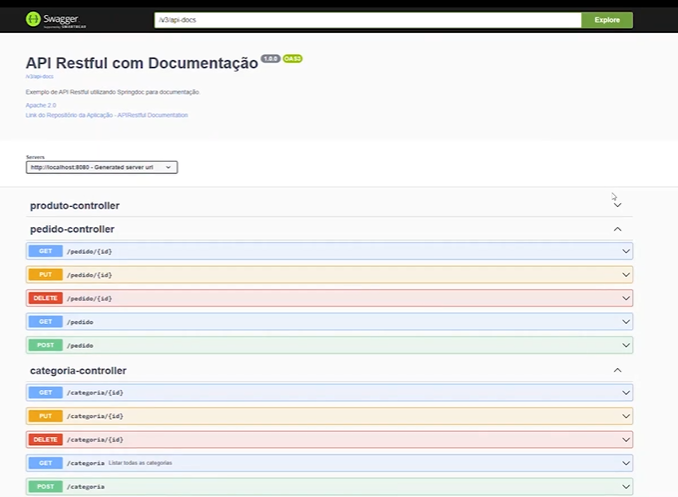 Swagger
Supported by SMARTBEAR
/v3/api-docs
Explore
API Restful com Documentação 1.0.0 OAS3
/v3/api-docs
Exemplo de API Restful utilizando Springdoc para documentação.
Apache 2.0
Link do Repositório da Aplicação - APIRestful Documentation
Servers
http://localhost:8080 - Generated server url
produto-controller
pedido-controller
GET /pedido/{id}
PUT /pedido/{id}
DELETE /pedido/{id}
GET /pedido
POST /pedido
categoria-controller
GET /categoria/{id}
PUT /categoria/{id}
DELETE /categoria/{id}
GET /categoria Listar todas as categorias
POST /categoria